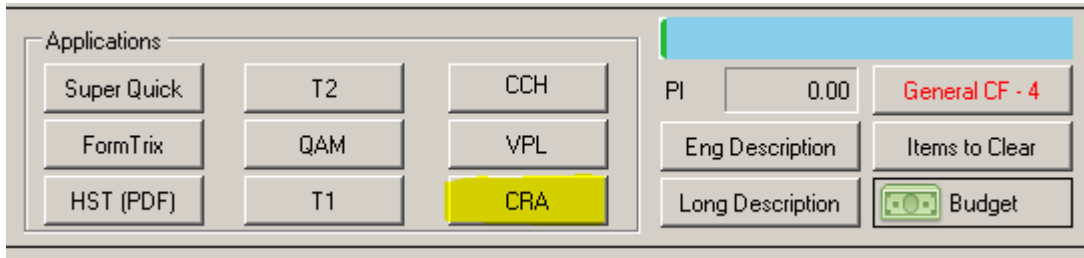 Applications
Super Quick T2 CCH
PI 0.00 General CF - 4
FormTrix QAM VPL
Eng Description Items to Clear
HST (PDF) T1 CRA
Long Description Budget